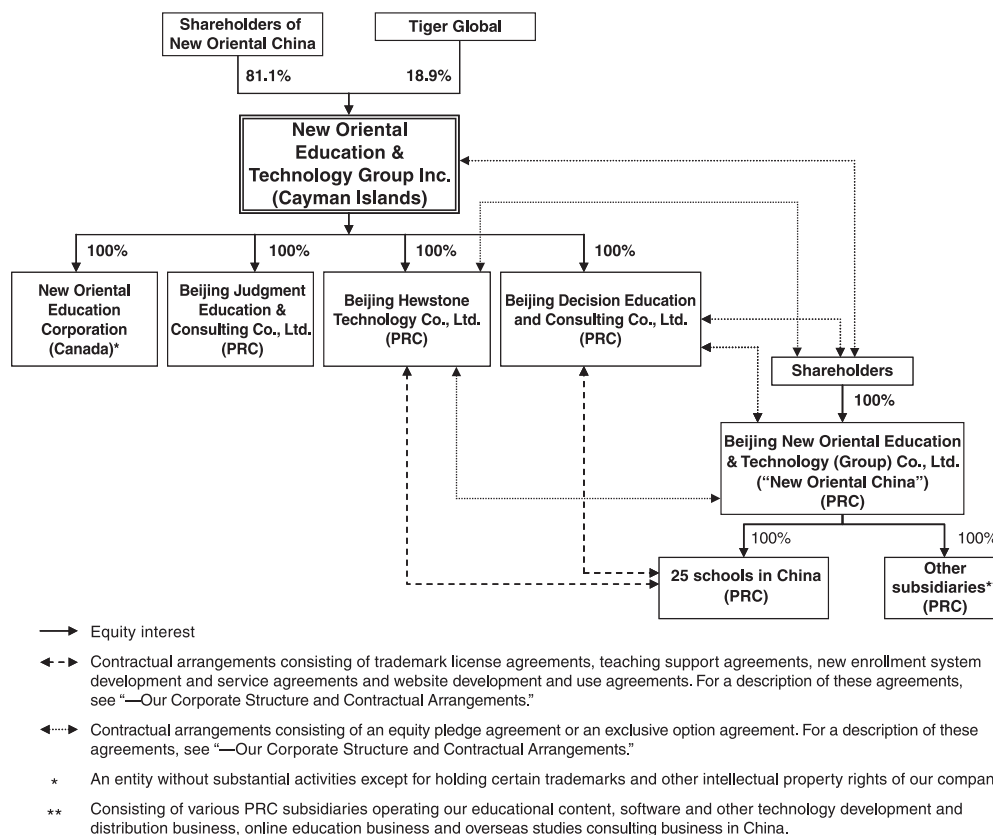 Shareholders of
New Oriental China
Tiger Global
81.1%
18.9%
New Oriental
Education &
Technology Group Inc.
(Cayman Islands)
100%
100%
100%
100%
New Oriental
Education
Corporation
(Canada)*
Beijing Judgment
Education &
Consulting Co., Ltd.
(PRC)
Beijing Hewstone
Technology Co., Ltd.
(PRC)
Beijing Decision Education
and Consulting Co., Ltd.
(PRC)
Shareholders
100%
Beijing New Oriental Education
& Technology (Group) Co., Ltd.
(“New Oriental China”)
(PRC)
100%
100%
25 schools in China
(PRC)
Other
subsidiaries*
(PRC)
Equity interest
Contractual arrangements consisting of trademark license agreements, teaching support agreements, new enrollment system
development and service agreements and website development and use agreements. For a description of these agreements,
see “—Our Corporate Structure and Contractual Arrangements.”
Contractual arrangements consisting of an equity pledge agreement or an exclusive option agreement. For a description of these
agreements, see “—Our Corporate Structure and Contractual Arrangements.”
* An entity without substantial activities except for holding certain trademarks and other intellectual property rights of our compan
** Consisting of various PRC subsidiaries operating our educational content, software and other technology development and
distribution business, online education business and overseas studies consulting business in China.